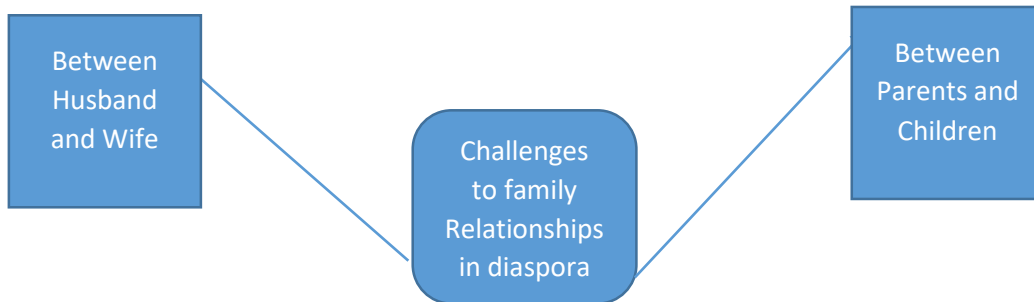 Between
Husband
and Wife
Between
Parents and
Children
Challenges
to family
Relationships
in diaspora